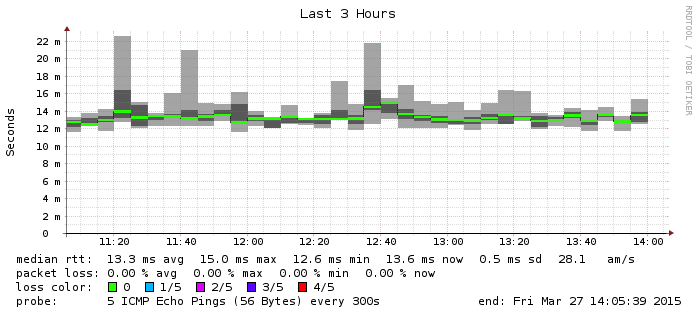 Last 3 Hours
RRDTOOL / TOBI OETIKER
Seconds
22 m
20 m
18 m
16 m
14 m
12 m
10 m
8 m
6 m
4 m
2 m
0
11:20 11:40 12:00 12:20 12:40 13:00 13:20 13:40 14:00
median rtt: 13.3 ms avg 15.0 ms max 12.6 ms min 13.6 ms now 0.5 ms sd 28.1 am/s
packet loss: 0.00 % avg 0.00 % max 0.00 % min 0.00 % now
loss color: 0 1/5 2/5 3/5 4/5
probe: 5 ICMP Echo Pings (56 Bytes) every 300s end: Fri Mar 27 14:05:39 2015